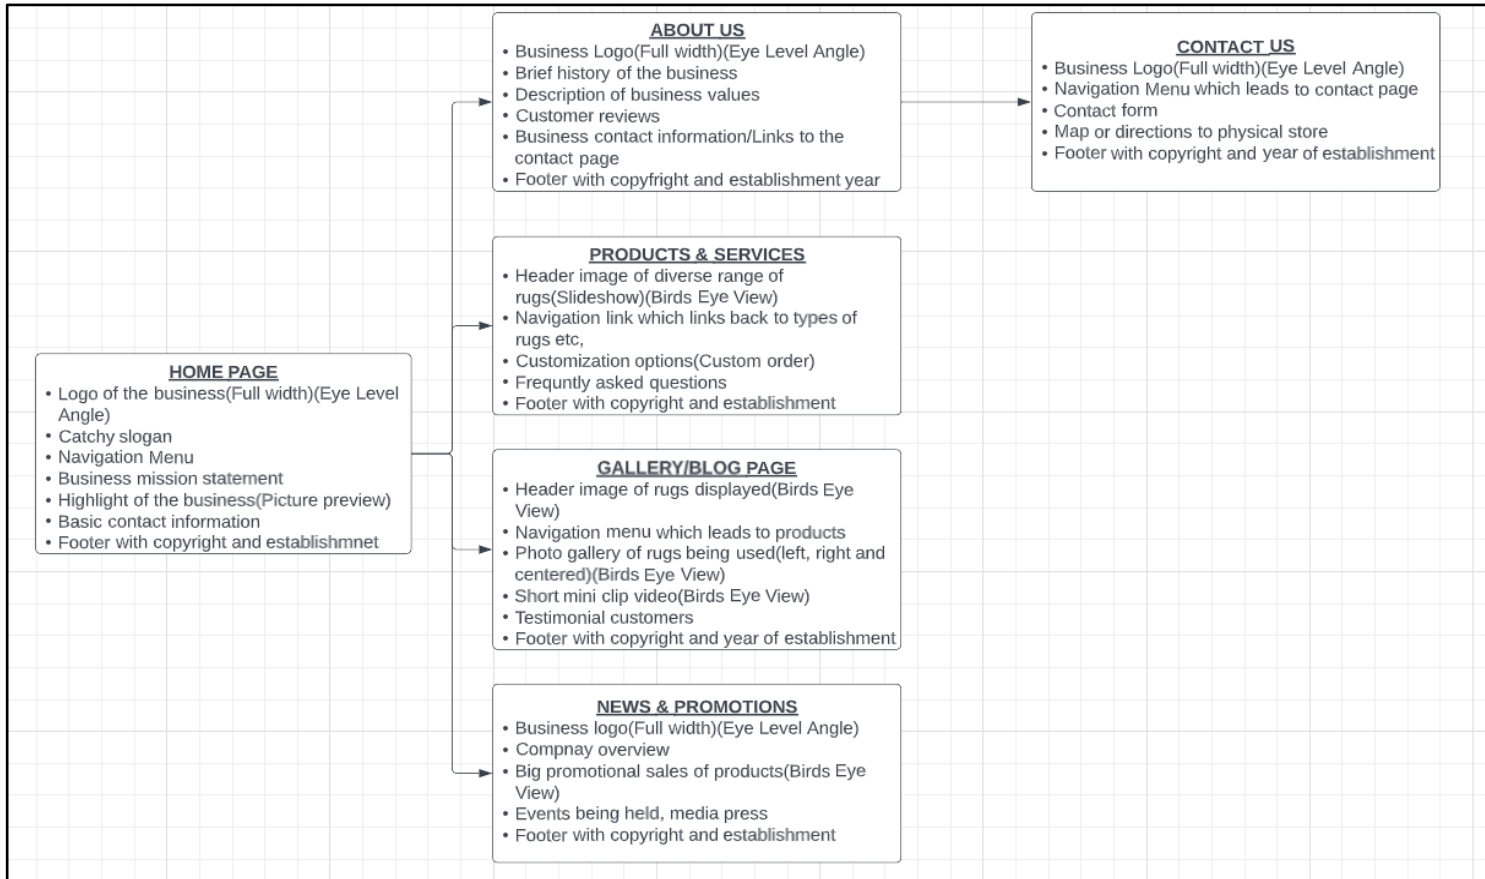 ABOUT US
• Business Logo(Full width)(Eye Level Angle)
• Brief history of the business
• Description of business values
• Customer reviews
• Business contact information/Links to the
contact page
• Footer with copyfright and establishment year
CONTACT US
• Business Logo(Full width)(Eye Level Angle)
• Navigation Menu which leads to contact page
• Contact form
• Map or directions to physical store
• Footer with copyright and year of establishment
PRODUCTS & SERVICES
• Header image of diverse range of
rugs(Slideshow)(Birds Eye View)
• Navigation link which links back to types of
rugs etc,
• Customization options(Custom order)
• Frequntly asked questions
• Footer with copyright and establishment
HOME PAGE
• Logo of the business(Full width)(Eye Level
Angle)
• Catchy slogan
• Navigation Menu
• Business mission statement
• Highlight of the business(Picture preview)
• Basic contact information
• Footer with copyright and establishmnet
GALLERY/BLOG PAGE
• Header image of rugs displayed(Birds Eye
View)
• Navigation menu which leads to products
• Photo gallery of rugs being used(left, right and
centered)(Birds Eye View)
• Short mini clip video(Birds Eye View)
• Testimonial customers
• Footer with copyright and year of establishment
NEWS & PROMOTIONS
• Business logo(Full width)(Eye Level Angle)
• Compnay overview
• Big promotional sales of products(Birds Eye
View)
• Events being held, media press
• Footer with copyright and establishment